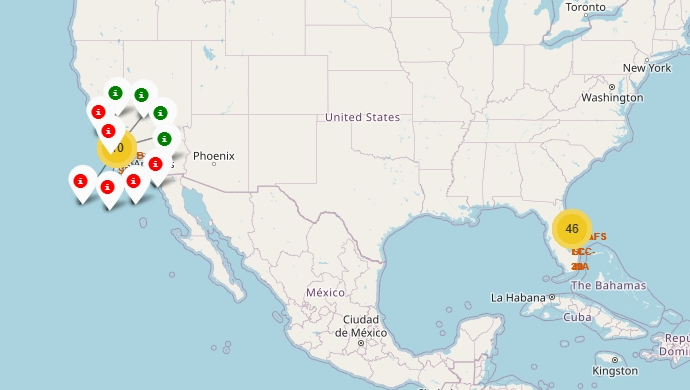 Toronto
New York
Washington
United States
Phoenix
46
AFS
The Bahamas
La Habana
México
Cuba
Ciudad
de México
Kingston